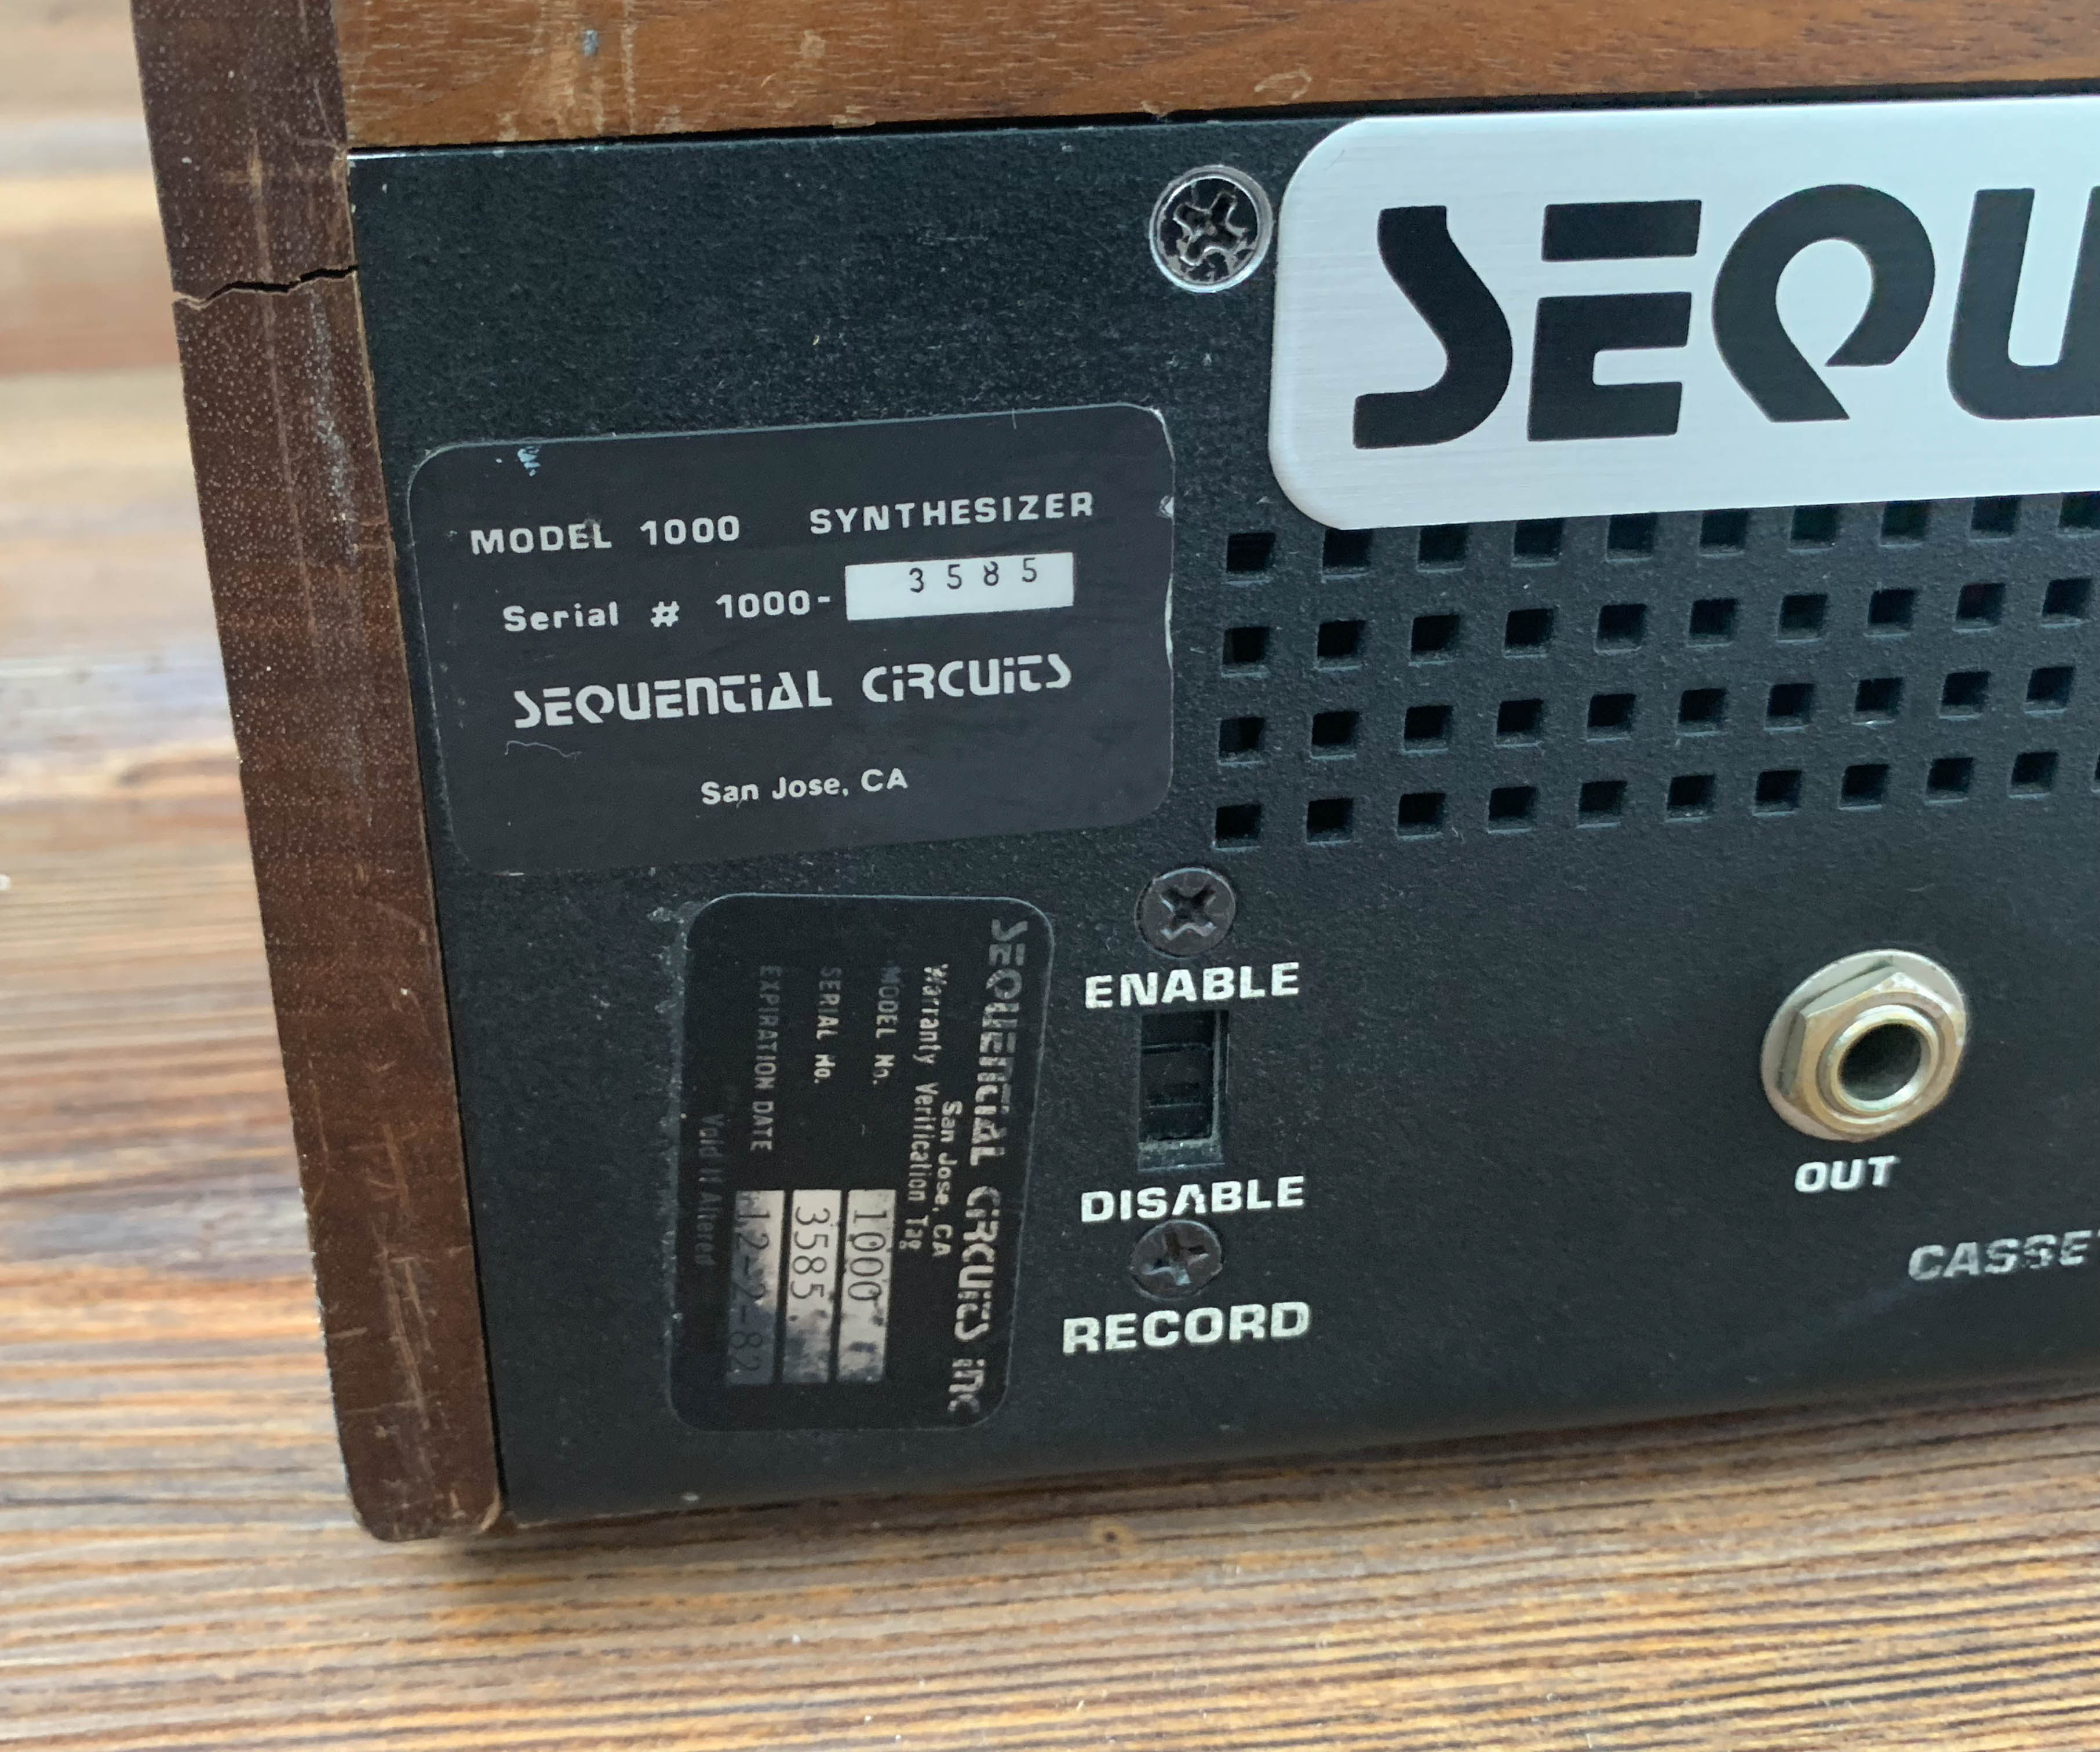 SEQU
MODEL 1000 SYNTHESIZER
Serial # 1000- 3585
SEQUENTIAL CIRCUITS
San Jose, CA
SEQUENTIAL CIRCUITS INC
San Jose, CA
Warranty Verification Tag
MODEL No. 1000
SERIAL No. 3585
EXPIRATION DATE 12-2-82
Void If Altered
ENABLE
DISABLE
RECORD
OUT
CASSET